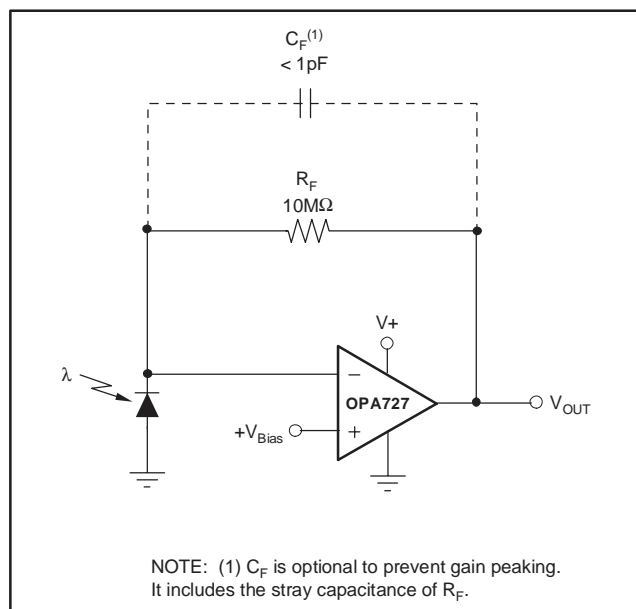 C_F^(1)
< 1pF
R_F
10MΩ
V+
λ
−
OPA727
V_OUT
+V_Bias
+
NOTE: (1) C_F is optional to prevent gain peaking.
It includes the stray capacitance of R_F.